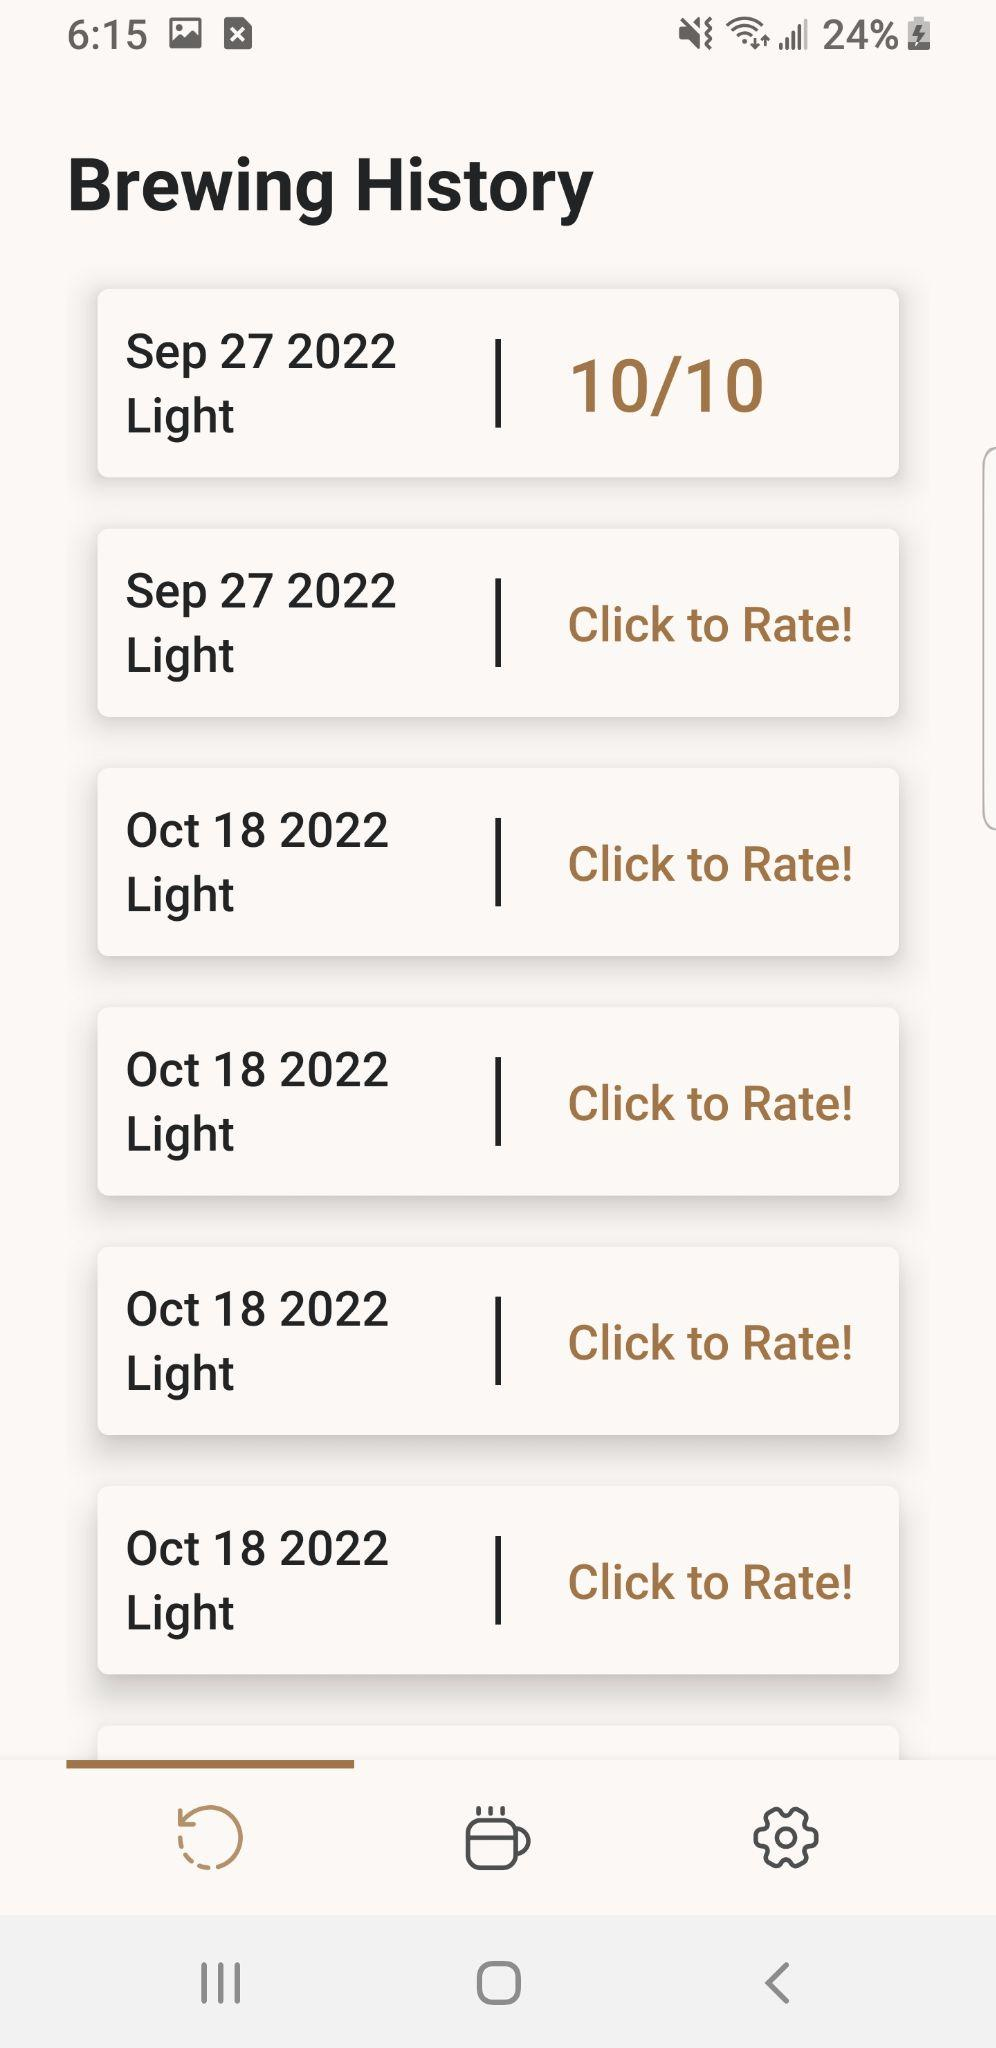 6:15 24%
Brewing History
Sep 27 2022
Light
10/10
Sep 27 2022
Light
Click to Rate!
Oct 18 2022
Light
Click to Rate!
Oct 18 2022
Light
Click to Rate!
Oct 18 2022
Light
Click to Rate!
Oct 18 2022
Light
Click to Rate!